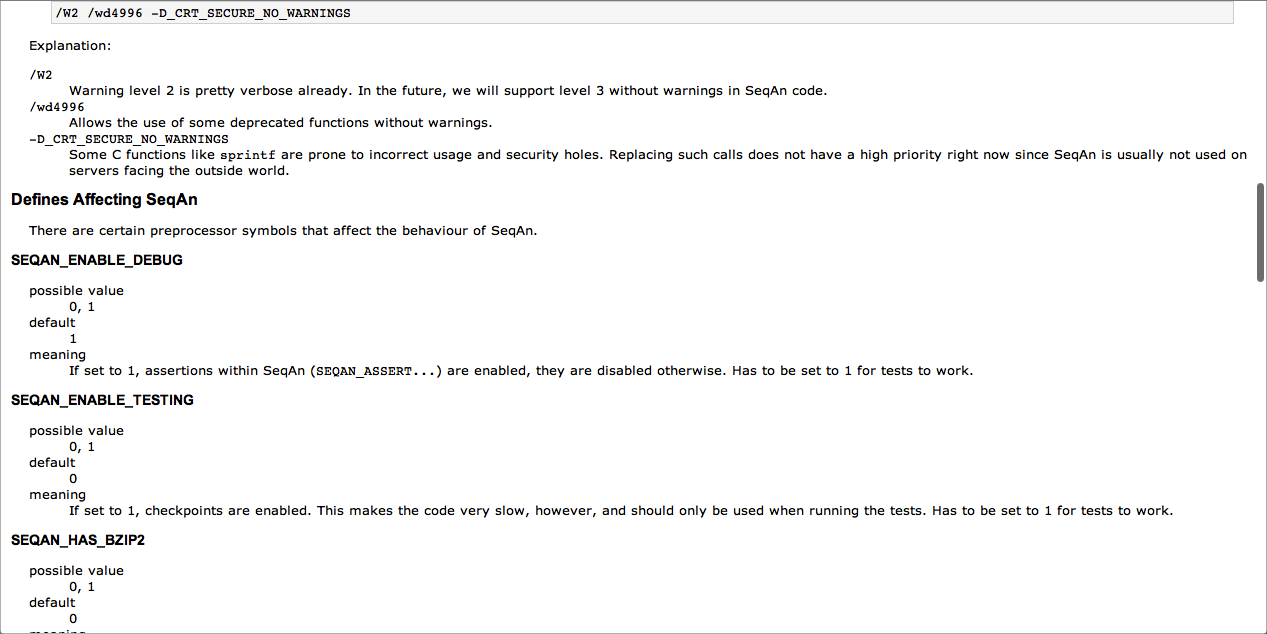 /W2 /wd4996 -D_CRT_SECURE_NO_WARNINGS
Explanation:
/W2
Warning level 2 is pretty verbose already. In the future, we will support level 3 without warnings in SeqAn code.
/wd4996
Allows the use of some deprecated functions without warnings.
-D_CRT_SECURE_NO_WARNINGS
Some C functions like sprintf are prone to incorrect usage and security holes. Replacing such calls does not have a high priority right now since SeqAn is usually not used on
servers facing the outside world.
Defines Affecting SeqAn
There are certain preprocessor symbols that affect the behaviour of SeqAn.
SEQAN_ENABLE_DEBUG
possible value
0, 1
default
1
meaning
If set to 1, assertions within SeqAn (SEQAN_ASSERT...) are enabled, they are disabled otherwise. Has to be set to 1 for tests to work.
SEQAN_ENABLE_TESTING
possible value
0, 1
default
0
meaning
If set to 1, checkpoints are enabled. This makes the code very slow, however, and should only be used when running the tests. Has to be set to 1 for tests to work.
SEQAN_HAS_BZIP2
possible value
0, 1
default
0